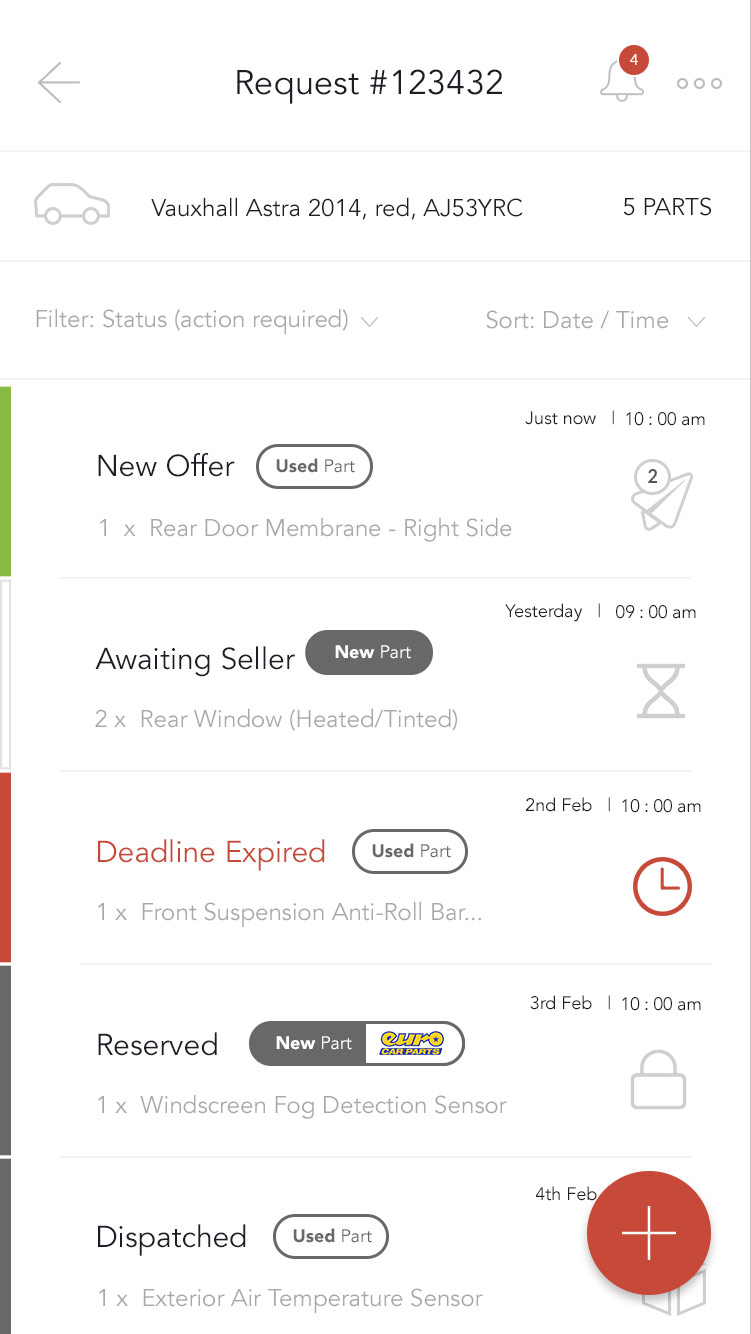 Request #123432
4
Vauxhall Astra 2014, red, AJ53YRC 5 PARTS
Filter: Status (action required) Sort: Date / Time
Just now | 10 : 00 am
New Offer Used Part
2
1 x Rear Door Membrane - Right Side
Yesterday | 09 : 00 am
Awaiting Seller New Part
2 x Rear Window (Heated/Tinted)
2nd Feb | 10 : 00 am
Deadline Expired Used Part
1 x Front Suspension Anti-Roll Bar...
3rd Feb | 10 : 00 am
Reserved New Part euro CAR PARTS
1 x Windscreen Fog Detection Sensor
4th Feb
Dispatched Used Part
1 x Exterior Air Temperature Sensor